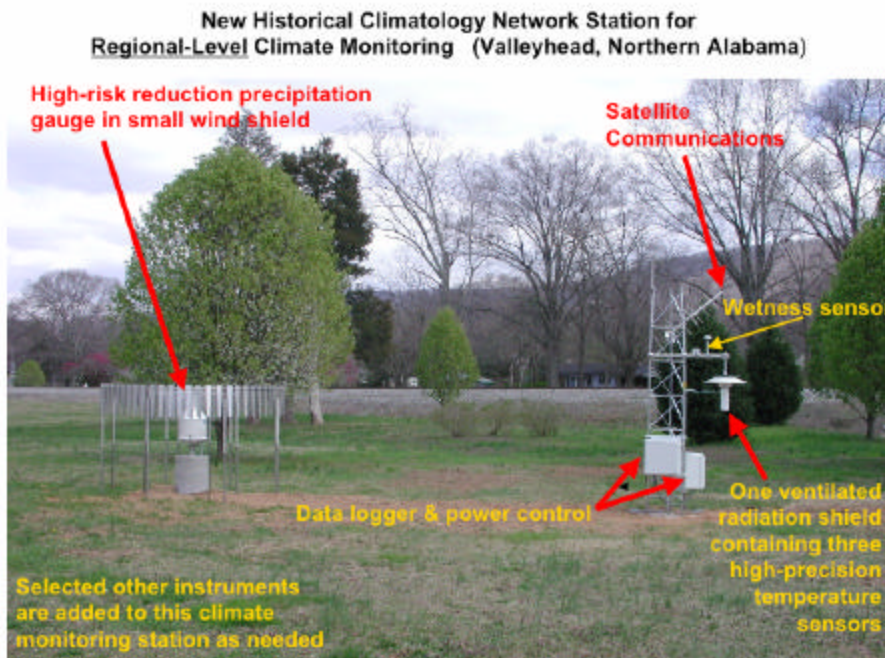 New Historical Climatology Network Station for
Regional-Level Climate Monitoring (Valleyhead, Northern Alabama)
High-risk reduction precipitation
gauge in small wind shield
Satellite
Communications
Wetness senso
Data logger & power control
One ventilated
radiation shield
containing three
high-precision
temperature
sensors
Selected other instruments
are added to this climate
monitoring station as needed